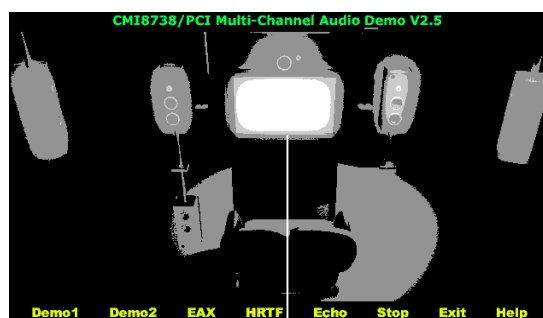 CMI8738/PCI Multi-Channel Audio Demo V2.5
Demo1 Demo2 EAX HRTF Echo Stop Exit Help